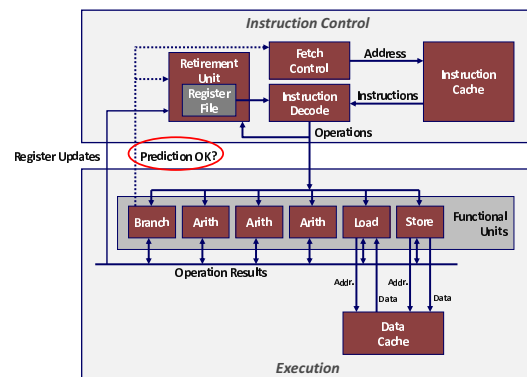 Instruction Control
Retirement
Unit
Register
File
Fetch
Control
Address
Instruction
Cache
Instruction
Decode
Instructions
Operations
Register Updates
Prediction OK?
Branch
Arith
Arith
Arith
Load
Store
Functional
Units
Operation Results
Addr.
Data
Addr.
Data
Data
Cache
Execution